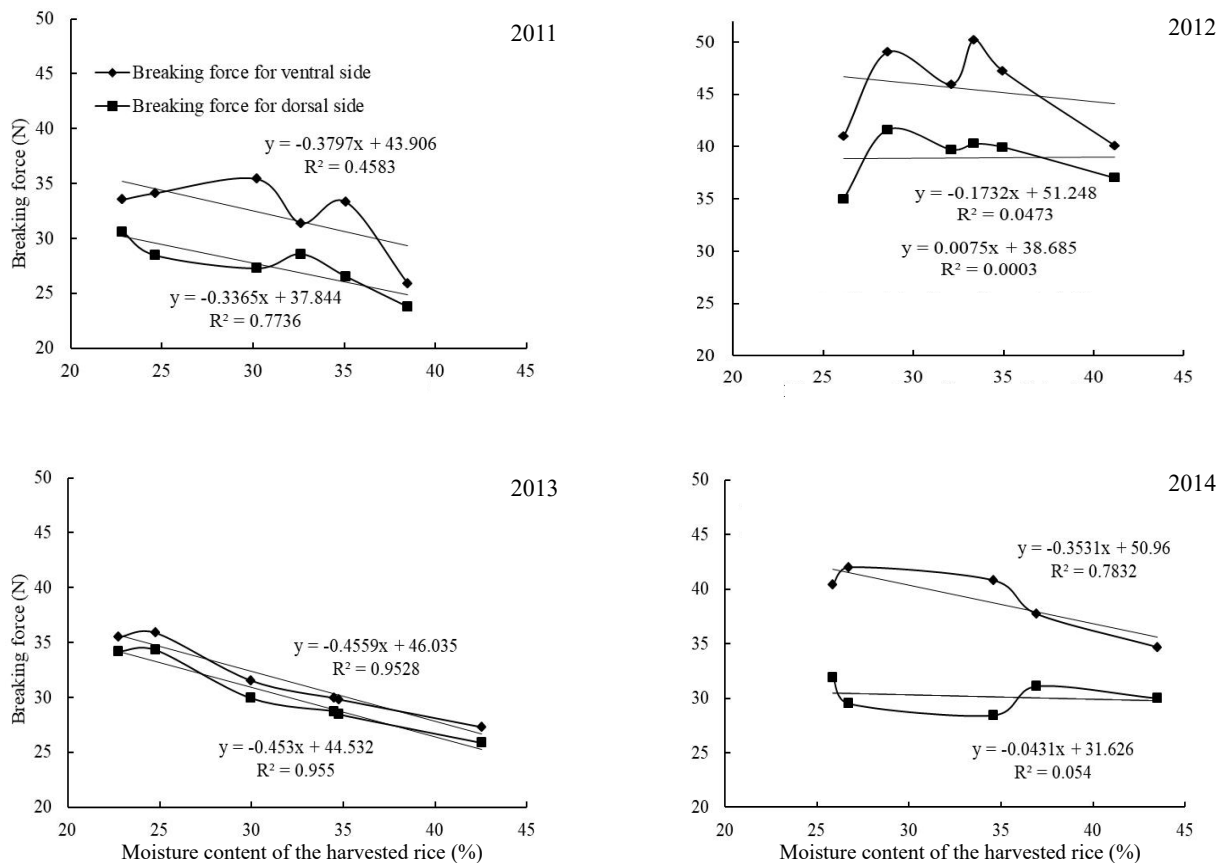 2011
50
45
40
35
30
25
20
Breaking force (N)
Breaking force for ventral side
Breaking force for dorsal side
y = -0.3797x + 43.906
R² = 0.4583
y = -0.3365x + 37.844
R² = 0.7736
20 25 30 35 40 45
2012
50
45
40
35
30
25
20
y = -0.1732x + 51.248
R² = 0.0473
y = 0.0075x + 38.685
R² = 0.0003
20 25 30 35 40 45
2013
50
45
40
35
30
25
20
Breaking force (N)
y = -0.4559x + 46.035
R² = 0.9528
y = -0.453x + 44.532
R² = 0.955
20 25 30 35 40 45
Moisture content of the harvested rice (%)
2014
50
45
40
35
30
25
20
y = -0.3531x + 50.96
R² = 0.7832
y = -0.0431x + 31.626
R² = 0.054
20 25 30 35 40 45
Moisture content of the harvested rice (%)